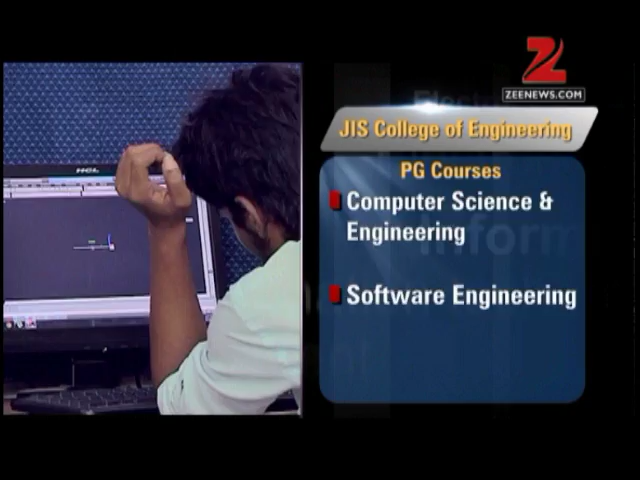 ZEENEWS.COM
JIS College of Engineering
PG Courses
Computer Science &
Engineering
Software Engineering
HCL